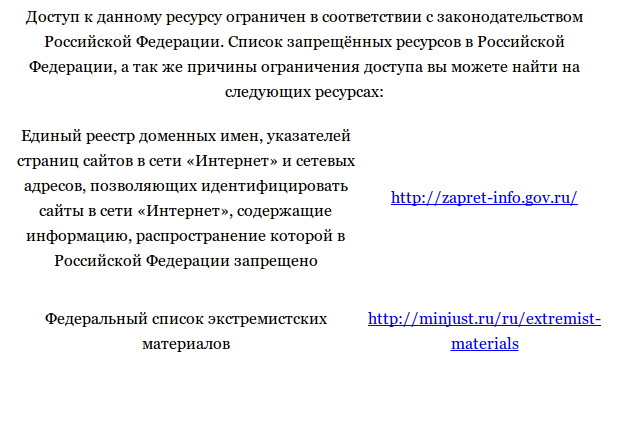 Доступ к данному ресурсу ограничен в соответствии с законодательством
Российской Федерации. Список запрещённых ресурсов в Российской
Федерации, а так же причины ограничения доступа вы можете найти на
следующих ресурсах:
Единый реестр доменных имен, указателей
страниц сайтов в сети «Интернет» и сетевых
адресов, позволяющих идентифицировать
сайты в сети «Интернет», содержащие
информацию, распространение которой в
Российской Федерации запрещено
http://zapret-info.gov.ru/
Федеральный список экстремистских
материалов
http://minjust.ru/ru/extremist-
materials